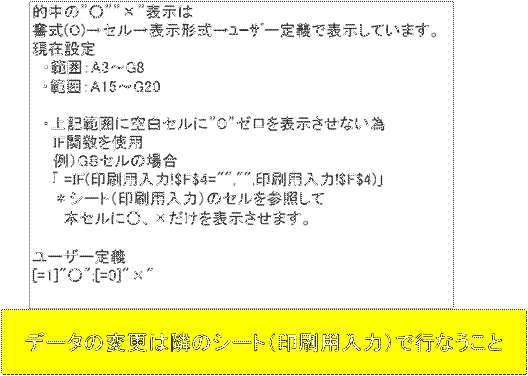 的中の"○""×"表示は
書式(O)→セル→表示形式→ユーザー定義で表示しています。
現在設定
・範囲:A3～G8
・範囲:A15～G20
・上記範囲に空白セルに"0"ゼロを表示させない為
IF関数を使用
例)G8セルの場合
「 =IF(印刷用入力!$F$4="","",印刷用入力!$F$4)」
＊シート(印刷用入力)のセルを参照して
本セルに○、×だけを表示させます。
ユーザー定義
[=1]"○";[=0]"×"
データの変更は隣のシート(印刷用入力)で行なうこと